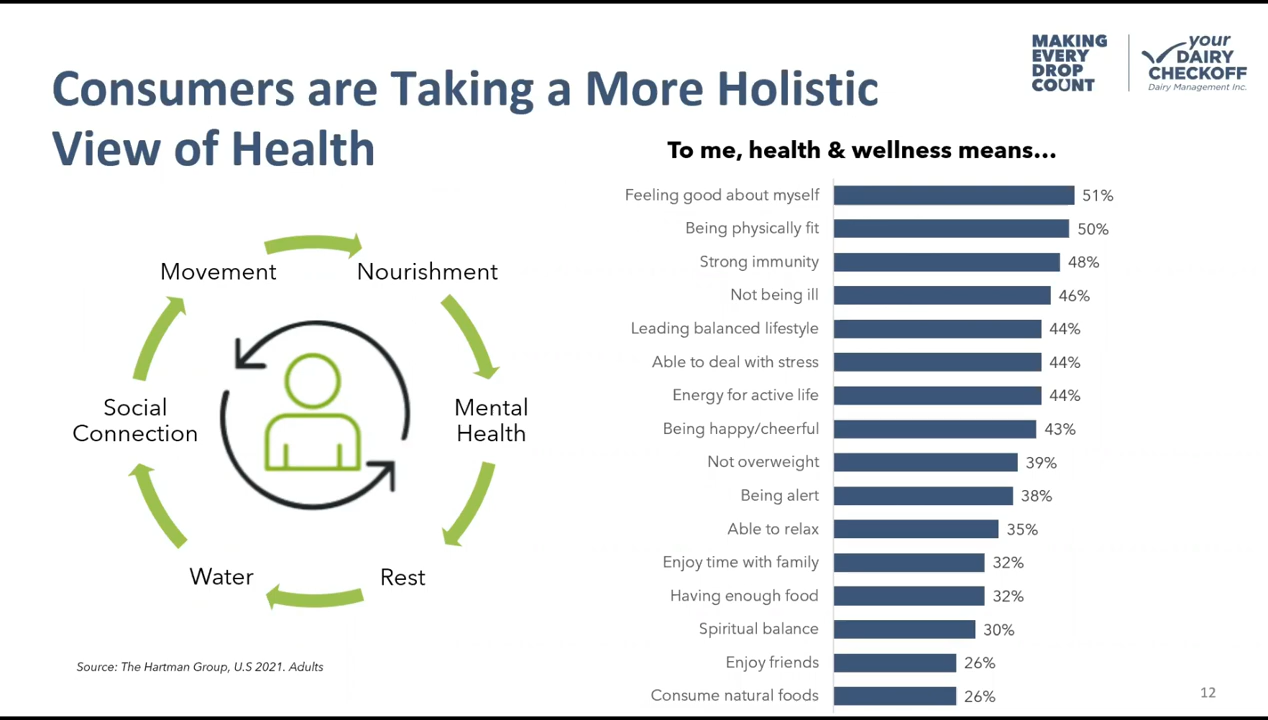 Consumers are Taking a More Holistic
View of Health
MAKING
EVERY
DROP
COUNT
your
DAIRY
CHECKOFF
Dairy Management Inc.
Movement
Nourishment
Mental
Health
Rest
Water
Social
Connection
Source: The Hartman Group, U.S 2021. Adults
To me, health & wellness means...
Feeling good about myself 51%
Being physically fit 50%
Strong immunity 48%
Not being ill 46%
Leading balanced lifestyle 44%
Able to deal with stress 44%
Energy for active life 44%
Being happy/cheerful 43%
Not overweight 39%
Being alert 38%
Able to relax 35%
Enjoy time with family 32%
Having enough food 32%
Spiritual balance 30%
Enjoy friends 26%
Consume natural foods 26%
12